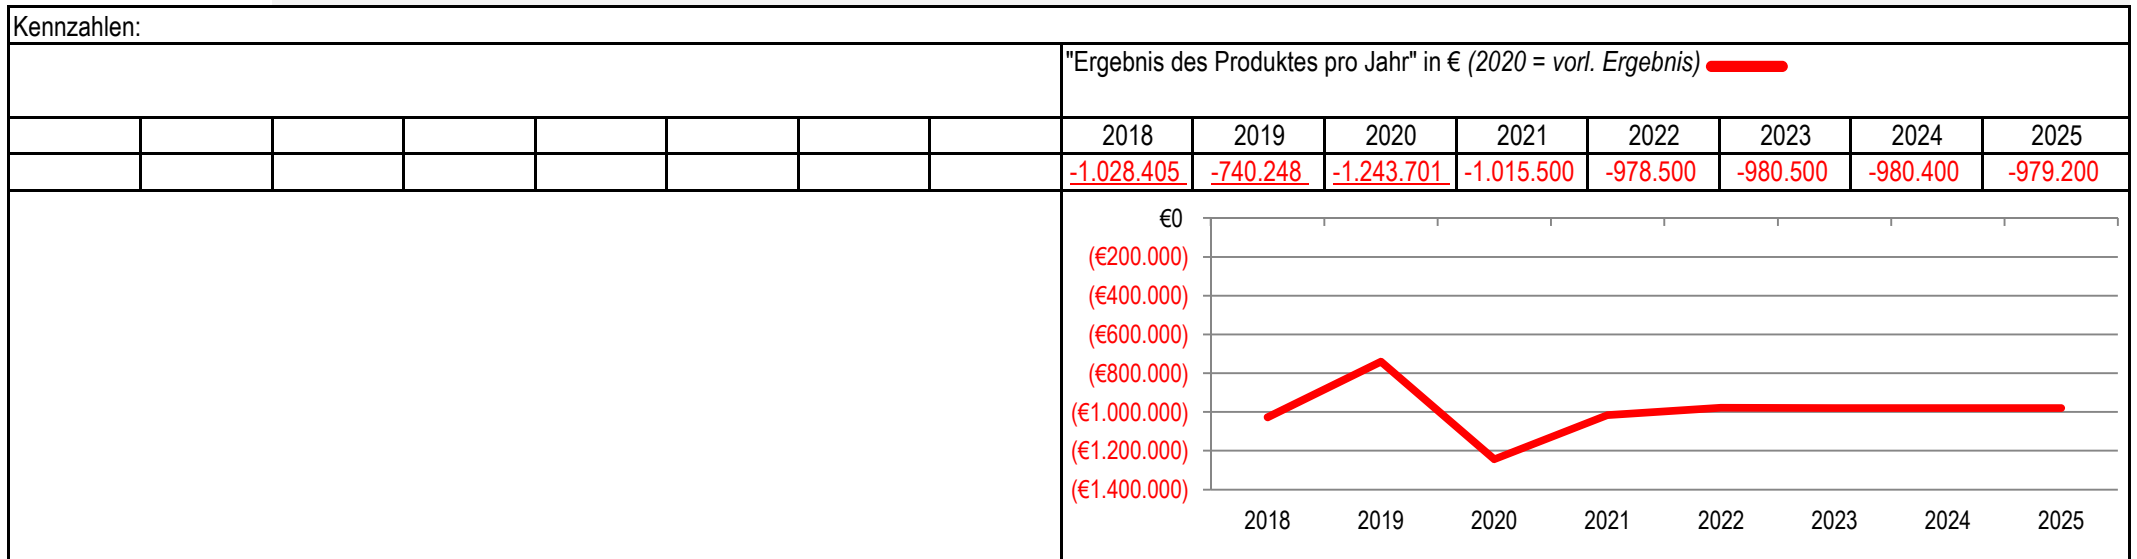 Kennzahlen:
"Ergebnis des Produktes pro Jahr" in € (2020 = vorl. Ergebnis)
2018 2019 2020 2021 2022 2023 2024 2025
-1.028.405 -740.248 -1.243.701 -1.015.500 -978.500 -980.500 -980.400 -979.200
€0
(€200.000)
(€400.000)
(€600.000)
(€800.000)
(€1.000.000)
(€1.200.000)
(€1.400.000)
2018 2019 2020 2021 2022 2023 2024 2025